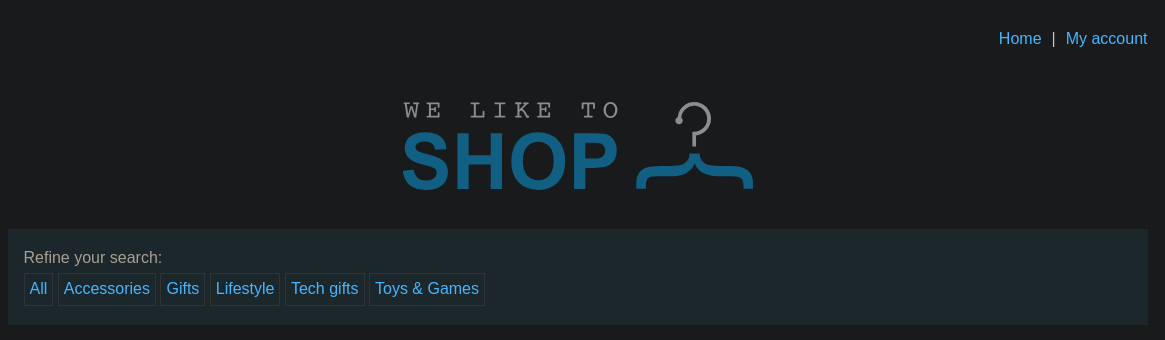 Home | My account
WE LIKE TO
SHOP
Refine your search:
All Accessories Gifts Lifestyle Tech gifts Toys & Games